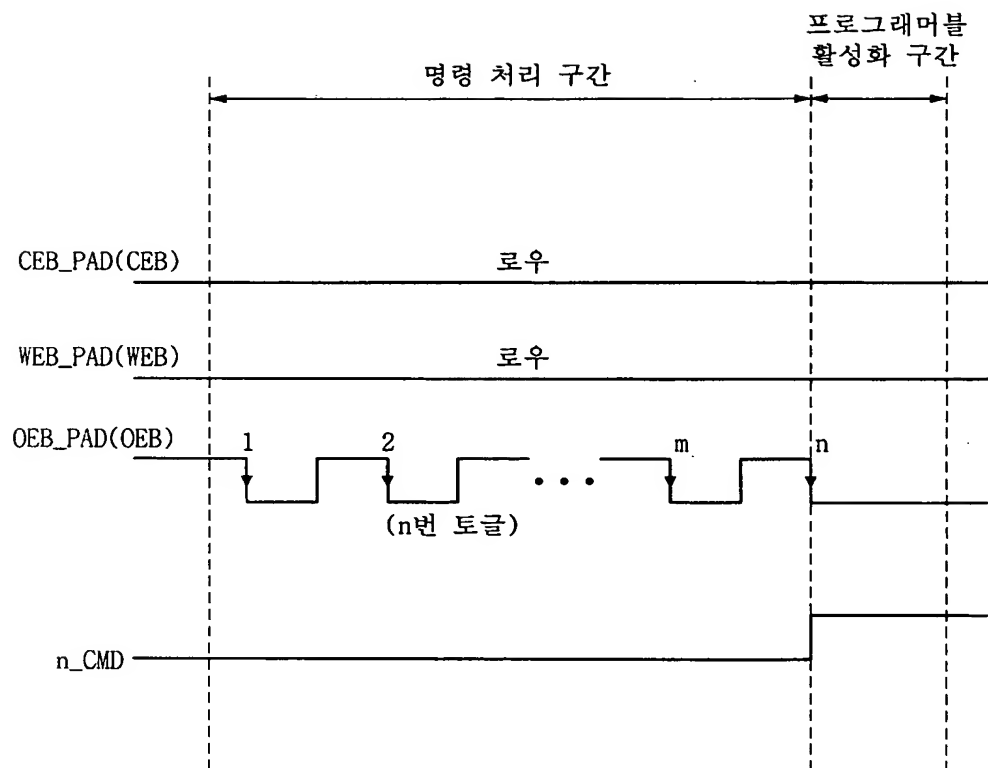 프로그래머블
활성화 구간
명령 처리 구간
CEB_PAD(CEB)
로우
WEB_PAD(WEB)
로우
OEB_PAD(OEB)
1
2
m
n
(n번 토글)
n_CMD